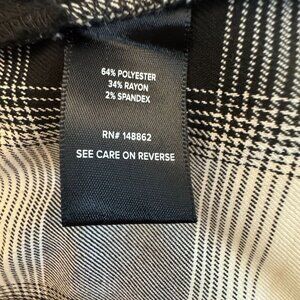 64% POLYESTER
34% RAYON
2% SPANDEX
RN# 148862
SEE CARE ON REVERSE